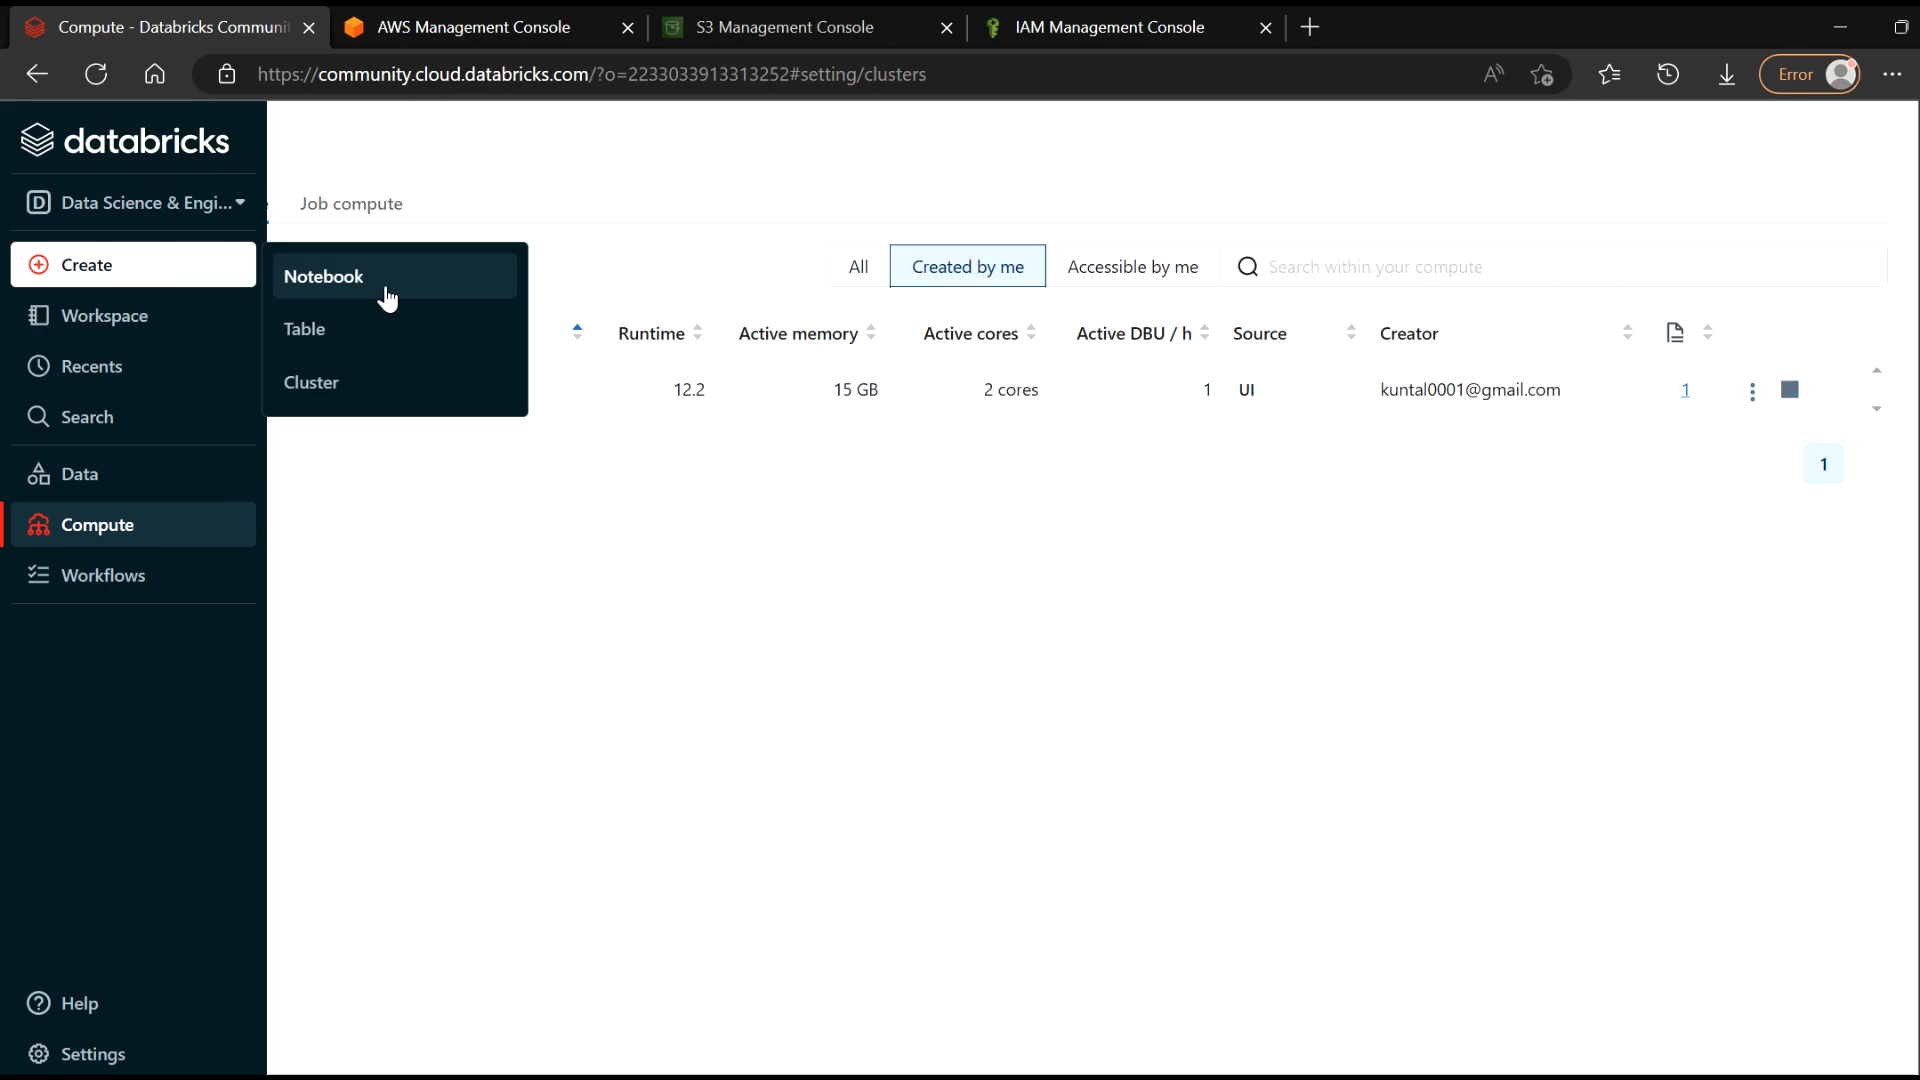 Compute - Databricks Communi
AWS Management Console
S3 Management Console
IAM Management Console
https://community.cloud.databricks.com/?o=2233033913313252#setting/clusters
Error
databricks
D Data Science & Engi...
Job compute
Create
Notebook
All
Created by me
Accessible by me
Search within your compute
Workspace
Table
Runtime
Active memory
Active cores
Active DBU / h
Source
Creator
Recents
Cluster
12.2
15 GB
2 cores
1
UI
kuntal0001@gmail.com
1
Search
1
Data
Compute
Workflows
Help
Settings